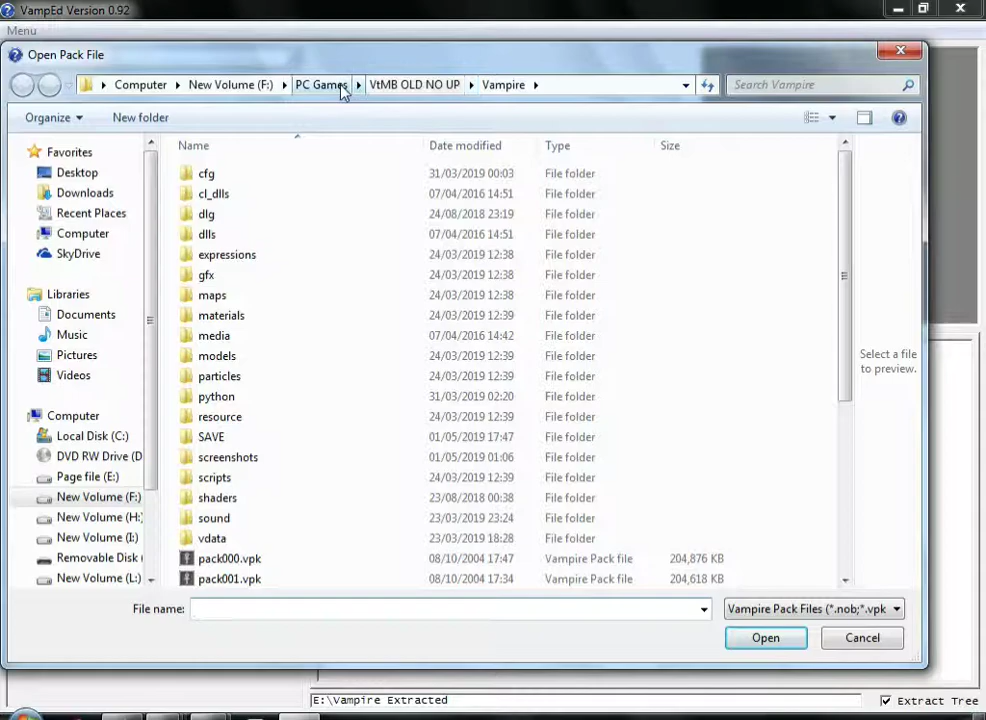 VampEd Version 0.92
Menu
Open Pack File
Computer New Volume (F:) PC Games VtMB OLD NO UP Vampire
Search Vampire
Organize New folder
Name Date modified Type Size
Favorites
Desktop
Downloads
Recent Places
Computer
SkyDrive
Libraries
Documents
Music
Pictures
Videos
Computer
Local Disk (C:)
DVD RW Drive (D
Page file (E:)
New Volume (F:)
New Volume (H:
New Volume (I:)
Removable Disk
New Volume (L:)
cfg 31/03/2019 00:03 File folder
cl_dlls 07/04/2016 14:51 File folder
dlg 24/08/2018 23:19 File folder
dlls 07/04/2016 14:51 File folder
expressions 24/03/2019 12:38 File folder
gfx 24/03/2019 12:38 File folder
maps 24/03/2019 12:38 File folder
materials 24/03/2019 12:39 File folder
media 07/04/2016 14:42 File folder
models 24/03/2019 12:39 File folder
particles 24/03/2019 12:39 File folder
python 31/03/2019 02:20 File folder
resource 24/03/2019 12:39 File folder
SAVE 01/05/2019 17:47 File folder
screenshots 01/05/2019 01:06 File folder
scripts 24/03/2019 12:39 File folder
shaders 23/08/2018 00:38 File folder
sound 23/03/2019 23:24 File folder
vdata 23/03/2019 18:28 File folder
pack000.vpk 08/10/2004 17:47 Vampire Pack file 204,876 KB
pack001.vpk 08/10/2004 17:34 Vampire Pack file 204,618 KB
Select a file
to preview.
File name:
Vampire Pack Files (*.nob;*.vpk
Open Cancel
E:\Vampire Extracted
Extract Tree